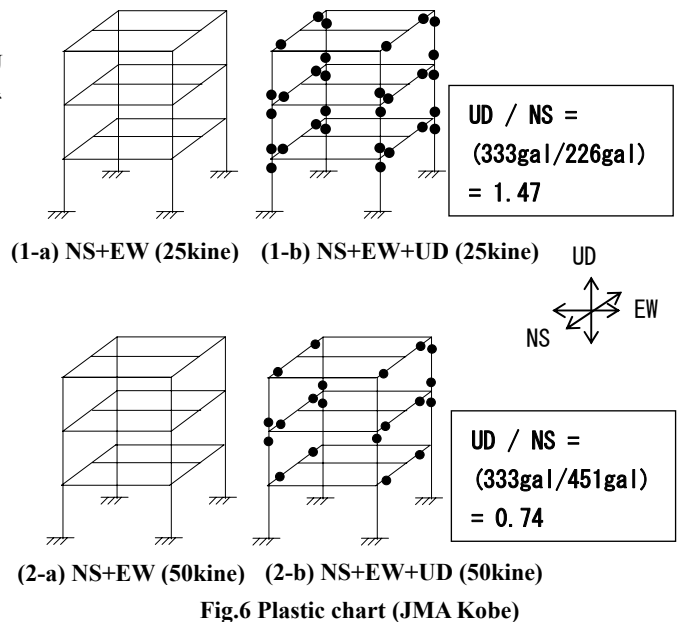 UD / NS =
(333gal/226gal)
= 1.47
(1-a) NS+EW (25kine) (1-b) NS+EW+UD (25kine)
UD
EW
NS
UD / NS =
(333gal/451gal)
= 0.74
(2-a) NS+EW (50kine) (2-b) NS+EW+UD (50kine)
Fig.6 Plastic chart (JMA Kobe)